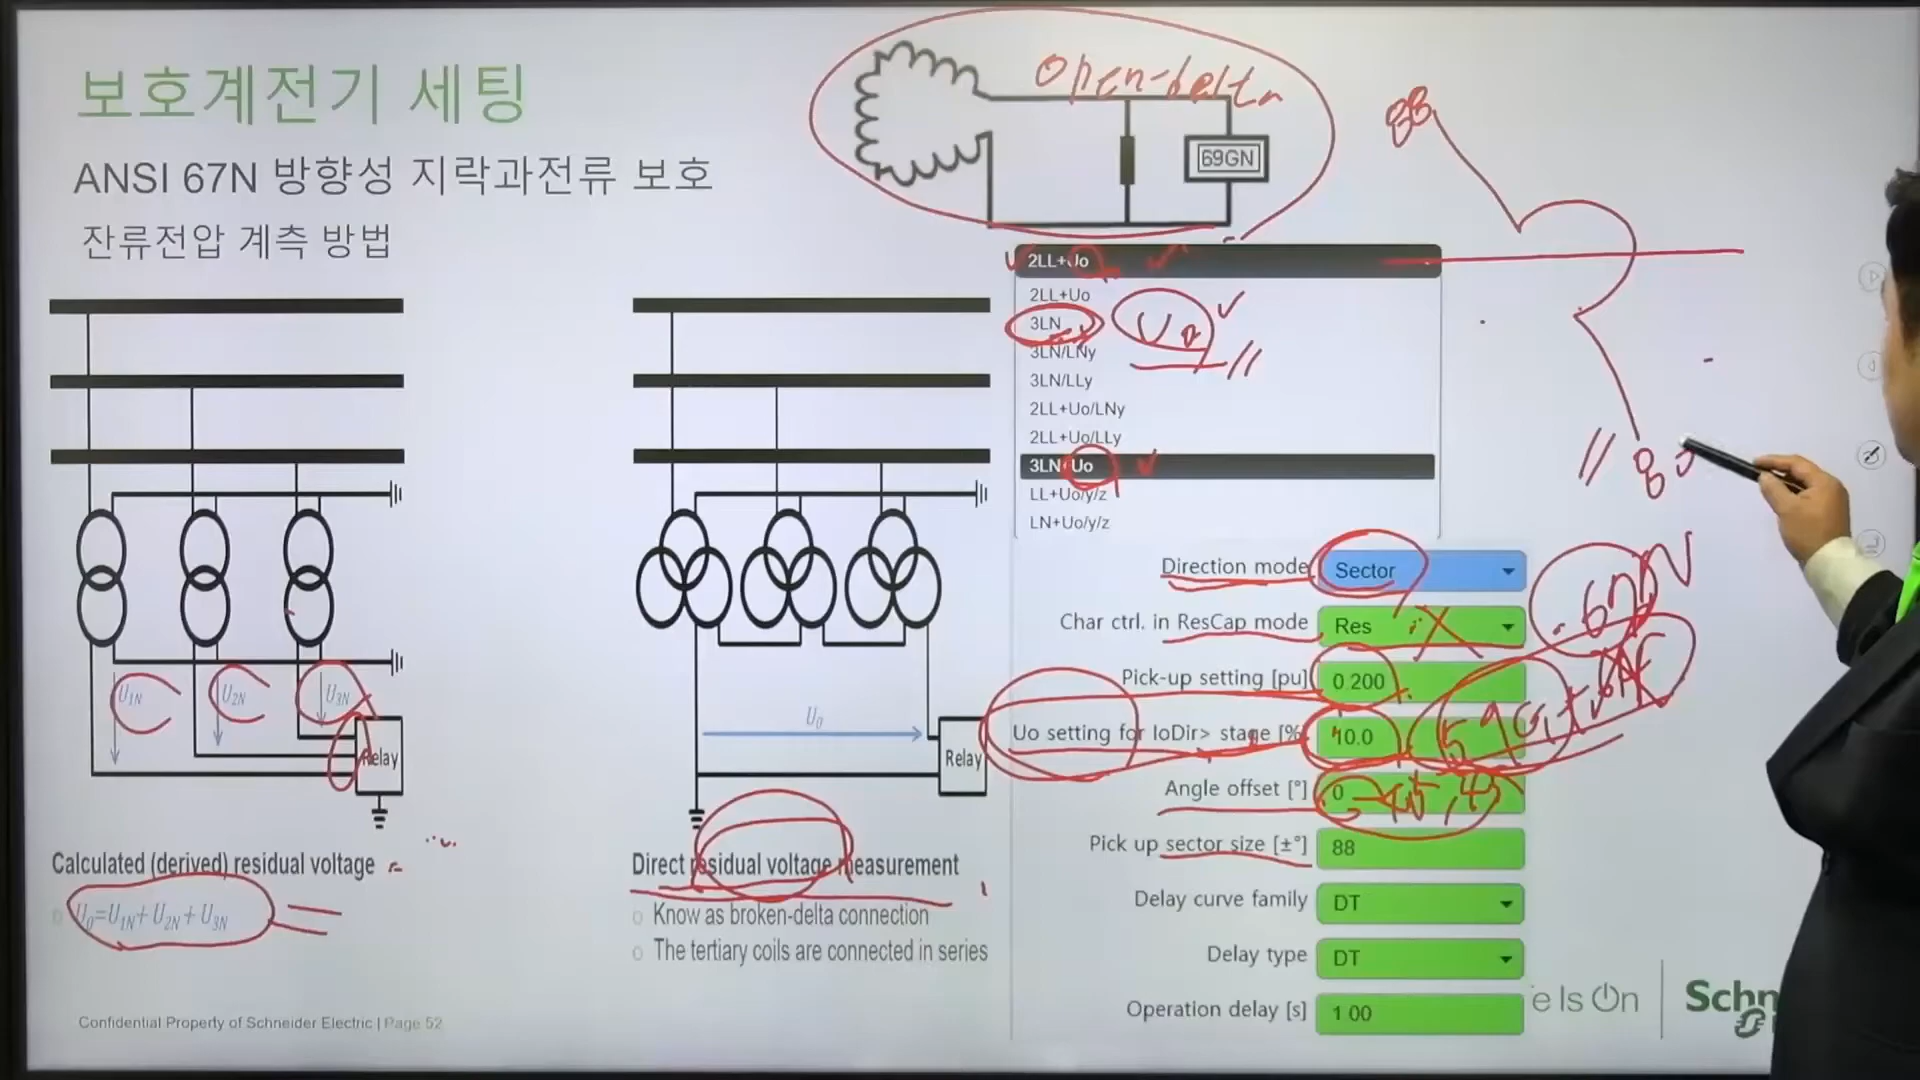 보호계전기 세팅
ANSI 67N 방향성 지락과전류 보호
잔류전압 계측 방법
open-delta
69GN
88
2LL+Uo
2LL+Uo
3LN
Uo
3LN/LNy
3LN/LLy
2LL+Uo/LNy
2LL+Uo/LLy
3LN+Uo
LL+Uo/y/z
LN+Uo/y/z
U1N
U2N
U3N
Relay
U0
Relay
Direction mode
Sector
Char ctrl. in ResCap mode
Res
Pick-up setting [pu]
0.200
Uo setting for IoDir> stage [%]
10.0
Angle offset [°]
0
Pick up sector size [±°]
88
Delay curve family
DT
Delay type
DT
Operation delay [s]
1.00
Calculated (derived) residual voltage
U0=U1N+ U2N + U3N
Direct residual voltage measurement
Know as broken-delta connection
The tertiary coils are connected in series
Confidential Property of Schneider Electric | Page 52
e Is On
Schn